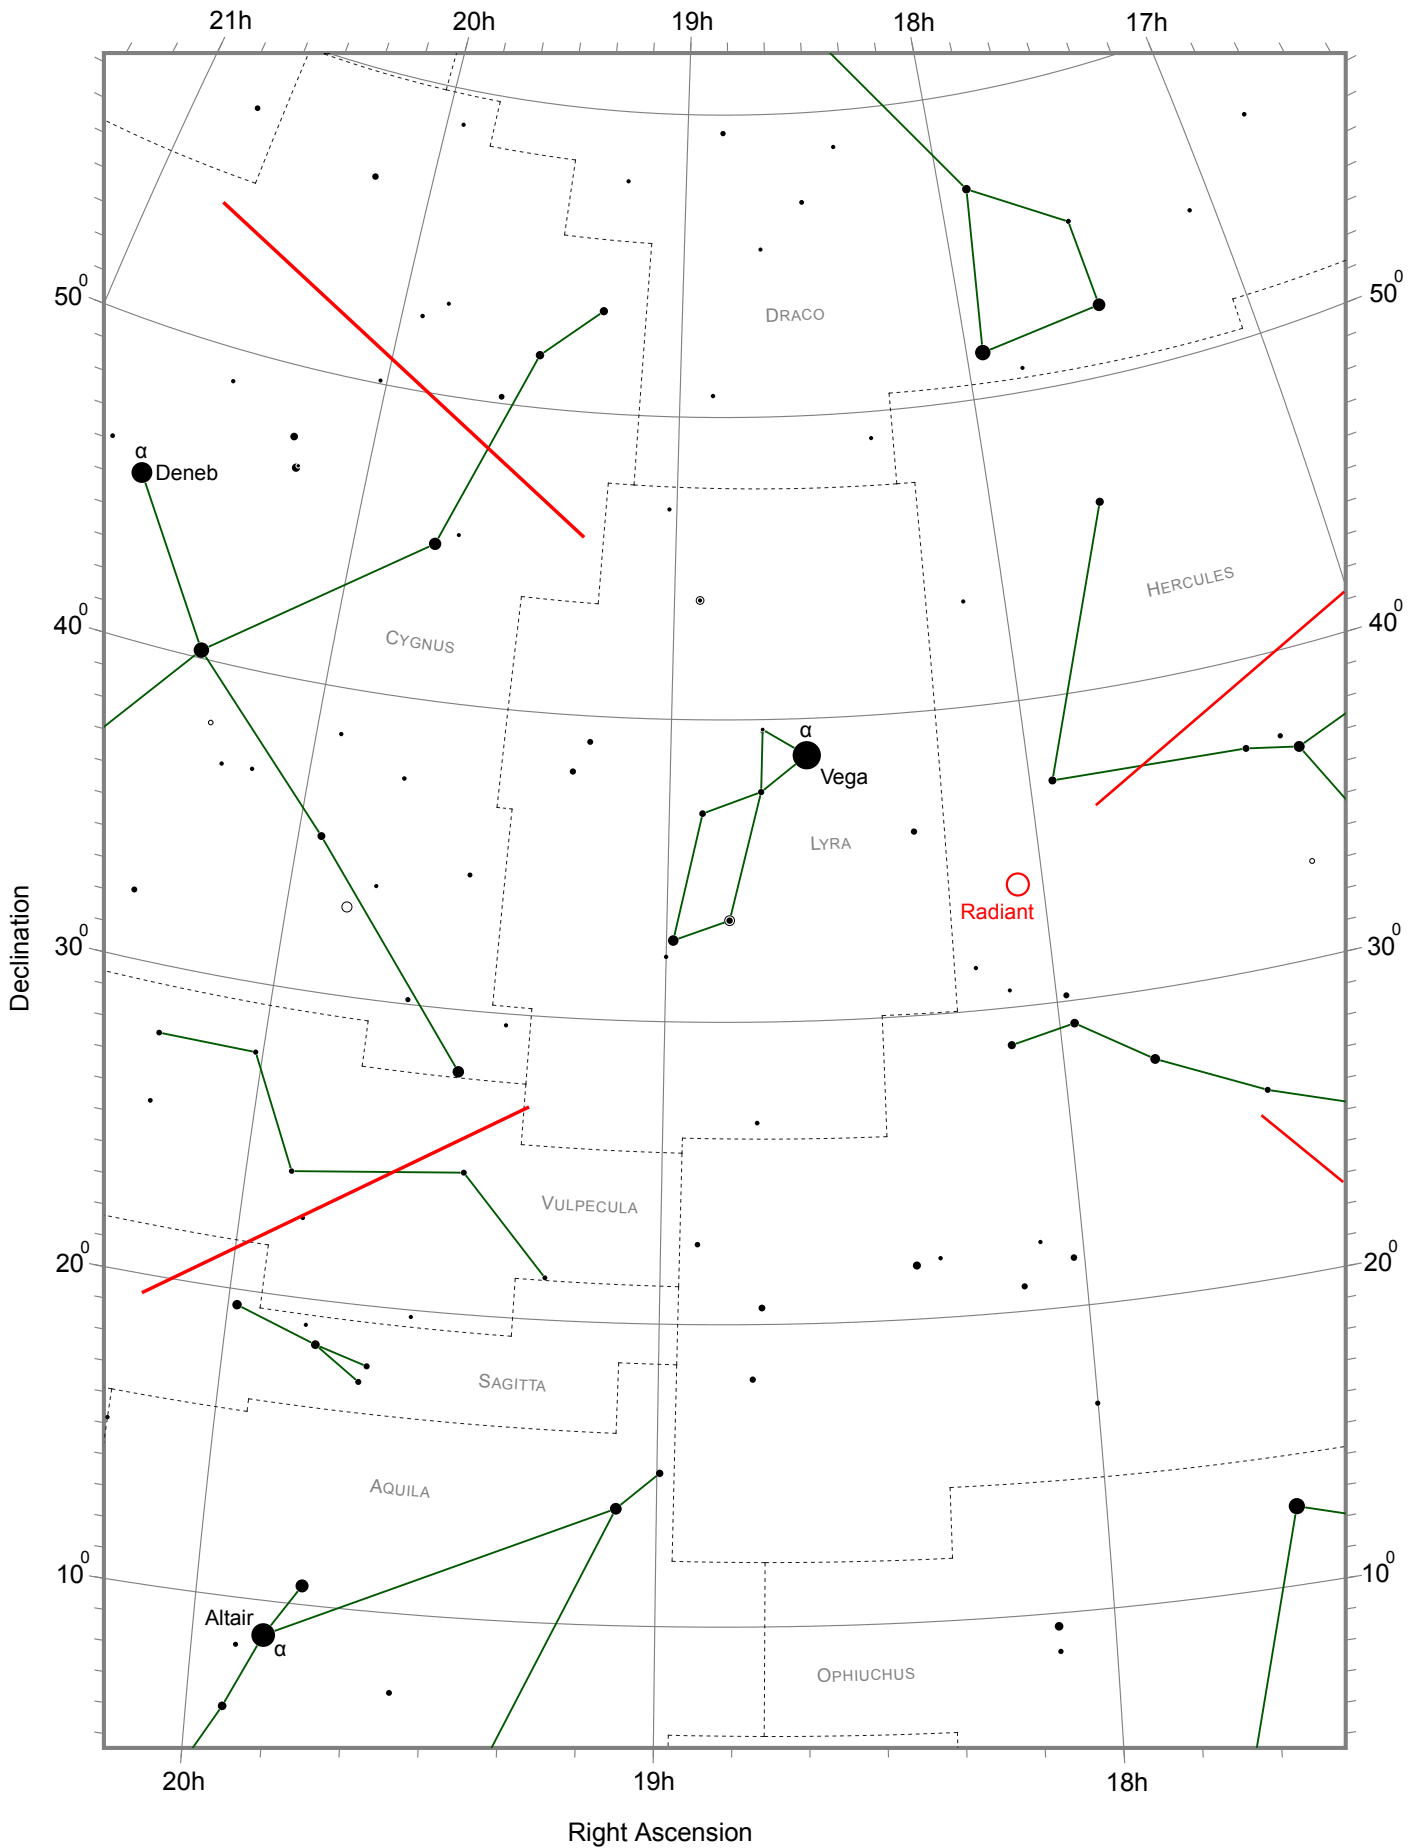 21h 20h 19h 18h 17h
50⁰ 50⁰
DRACO
α
Deneb
HERCULES
40⁰ 40⁰
CYGNUS
α
Vega
LYRA
Radiant
Declination
30⁰ 30⁰
VULPECULA
20⁰ 20⁰
SAGITTA
AQUILA
10⁰ 10⁰
Altair
α
OPHIUCHUS
20h 19h 18h
Right Ascension